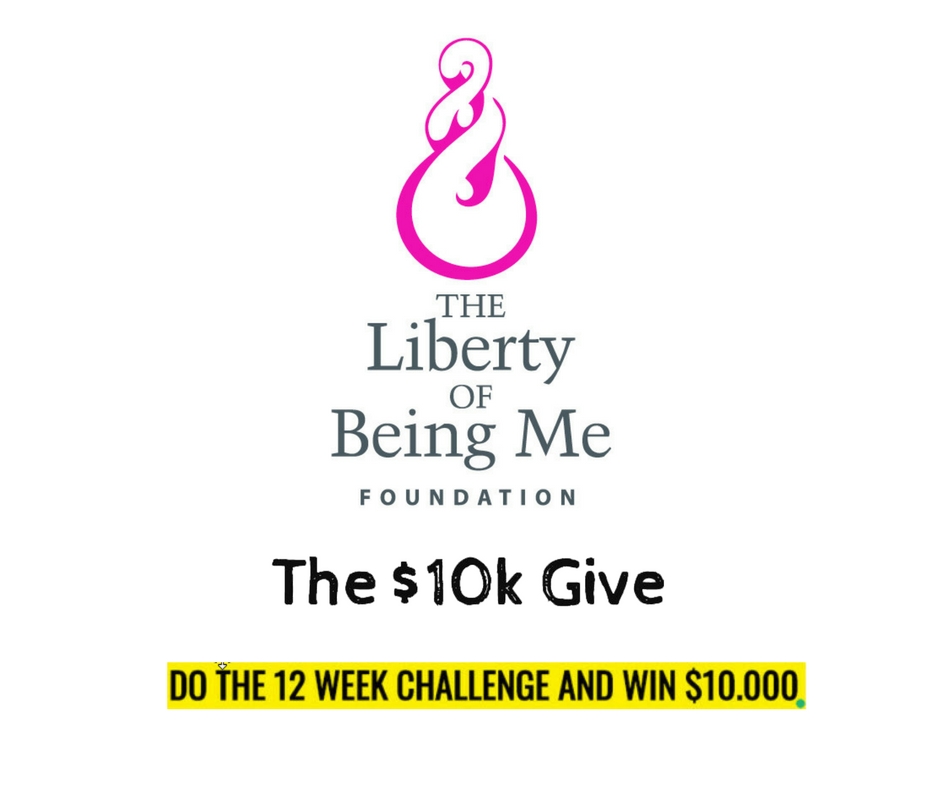 THE
Liberty
OF
Being Me
FOUNDATION
The $10k Give
DO THE 12 WEEK CHALLENGE AND WIN $10.000